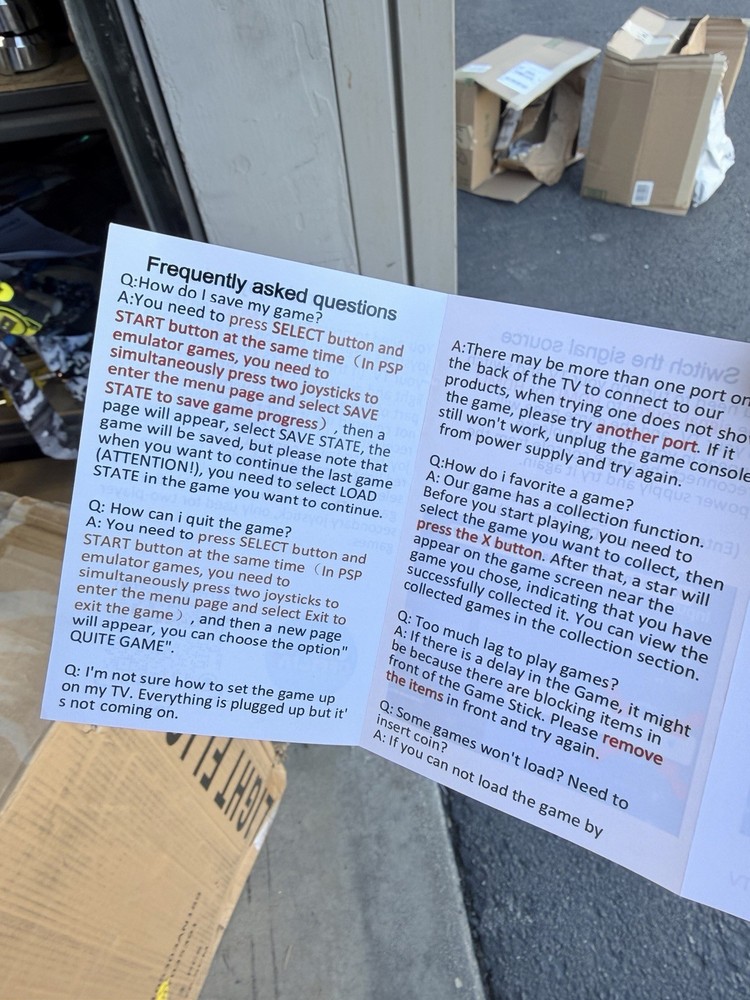 Frequently asked questions
Q:How do I save my game?
A:You need to press SELECT button and
START button at the same time（In PSP
emulator games, you need to
simultaneously press two joysticks to
enter the menu page and select SAVE
STATE to save game progress）, then a
page will appear, select SAVE STATE, the
game will be saved, but please note that
when you want to continue the last game
(ATTENTION!), you need to select LOAD
STATE in the game you want to continue.
Q: How can i quit the game?
A: You need to press SELECT button and
START button at the same time（In PSP
emulator games, you need to
simultaneously press two joysticks to
enter the menu page and select Exit to
exit the game）, and then a new page
will appear, you can choose the option"
QUITE GAME".
Q: I'm not sure how to set the game up
on my TV. Everything is plugged up but it'
s not coming on.
A:There may be more than one port on
the back of the TV to connect to our
products, when trying one does not sho
the game, please try another port. If it
still won't work, unplug the game console
from power supply and try again.
Q:How do i favorite a game?
A: Our game has a collection function.
Before you start playing, you need to
select the game you want to collect, then
press the X button. After that, a star will
appear on the game screen near the
game you chose, indicating that you have
successfully collected it. You can view the
collected games in the collection section.
Q: Too much lag to play games?
A: If there is a delay in the Game, it might
be because there are blocking items in
front of the Game Stick. Please remove
the items in front and try again.
Q: Some games won't load? Need to
insert coin?
A: If you can not load the game by
Switch the signal source
LIGHT